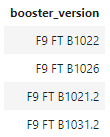 booster_version
F9 FT B1022
F9 FT B1026
F9 FT B1021.2
F9 FT B1031.2